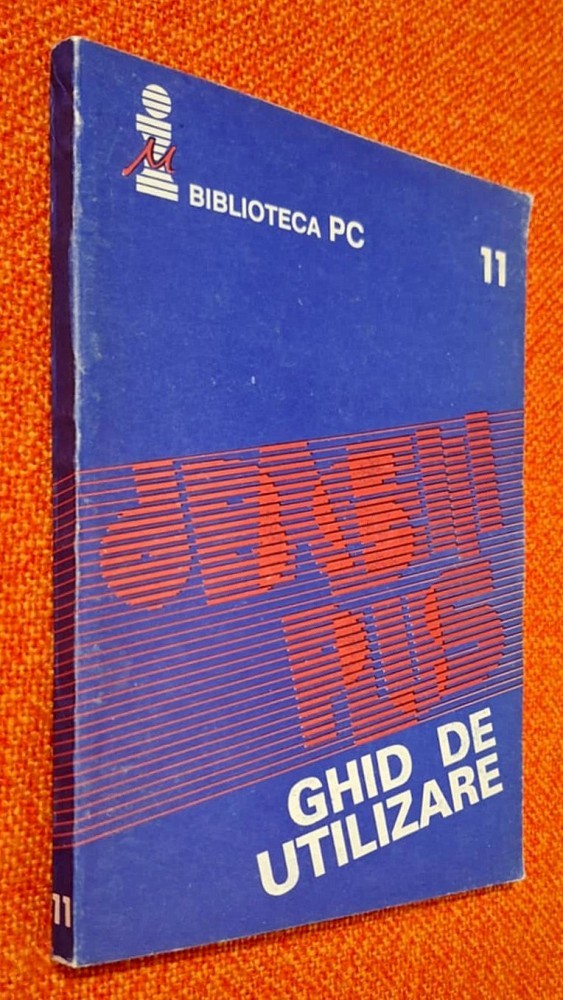 BIBLIOTECA PC
11
dBASE III
PLUS
GHID DE
UTILIZARE
11